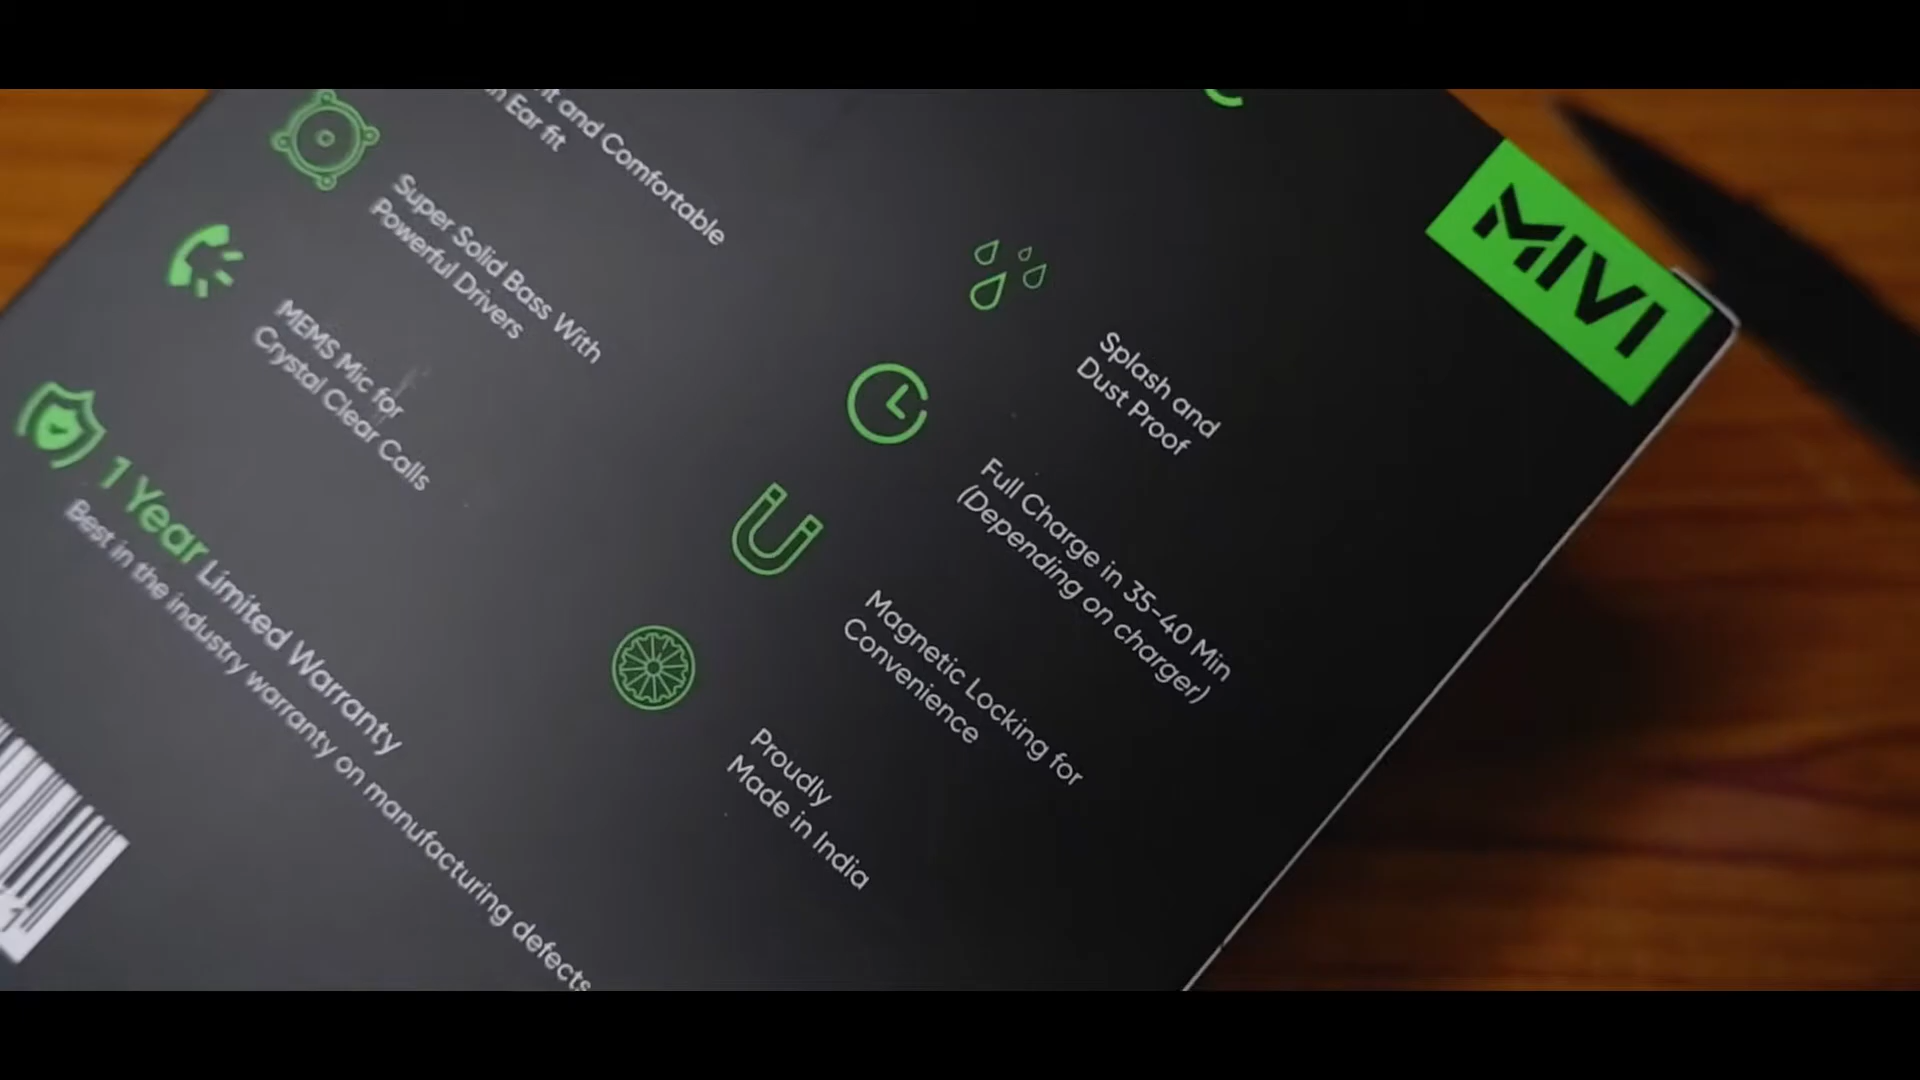 and Comfortable
Ear fit
Super Solid Bass With
Powerful Drivers
MEMS Mic for
Crystal Clear Calls
1 Year Limited Warranty
Best in the industry warranty on manufacturing defects
MIVI
Splash and
Dust Proof
Full Charge in 35-40 Min
(Depending on charger)
Magnetic Locking for
Convenience
Proudly
Made in India
1